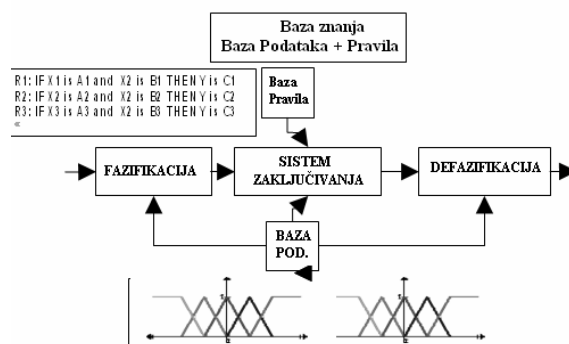 Baza znanja
Baza Podataka + Pravila
R1: IF X1 is A1 and X2 is B1 THEN Y is C1
R2: IF X2 is A2 and X2 is B2 THEN Y is C2
R3: IF X3 is A3 and X2 is B3 THEN Y is C3
«
Baza
Pravila
FAZIFIKACIJA
SISTEM
ZAKLJUČIVANJA
DEFAZIFIKACIJA
BAZA
POD.